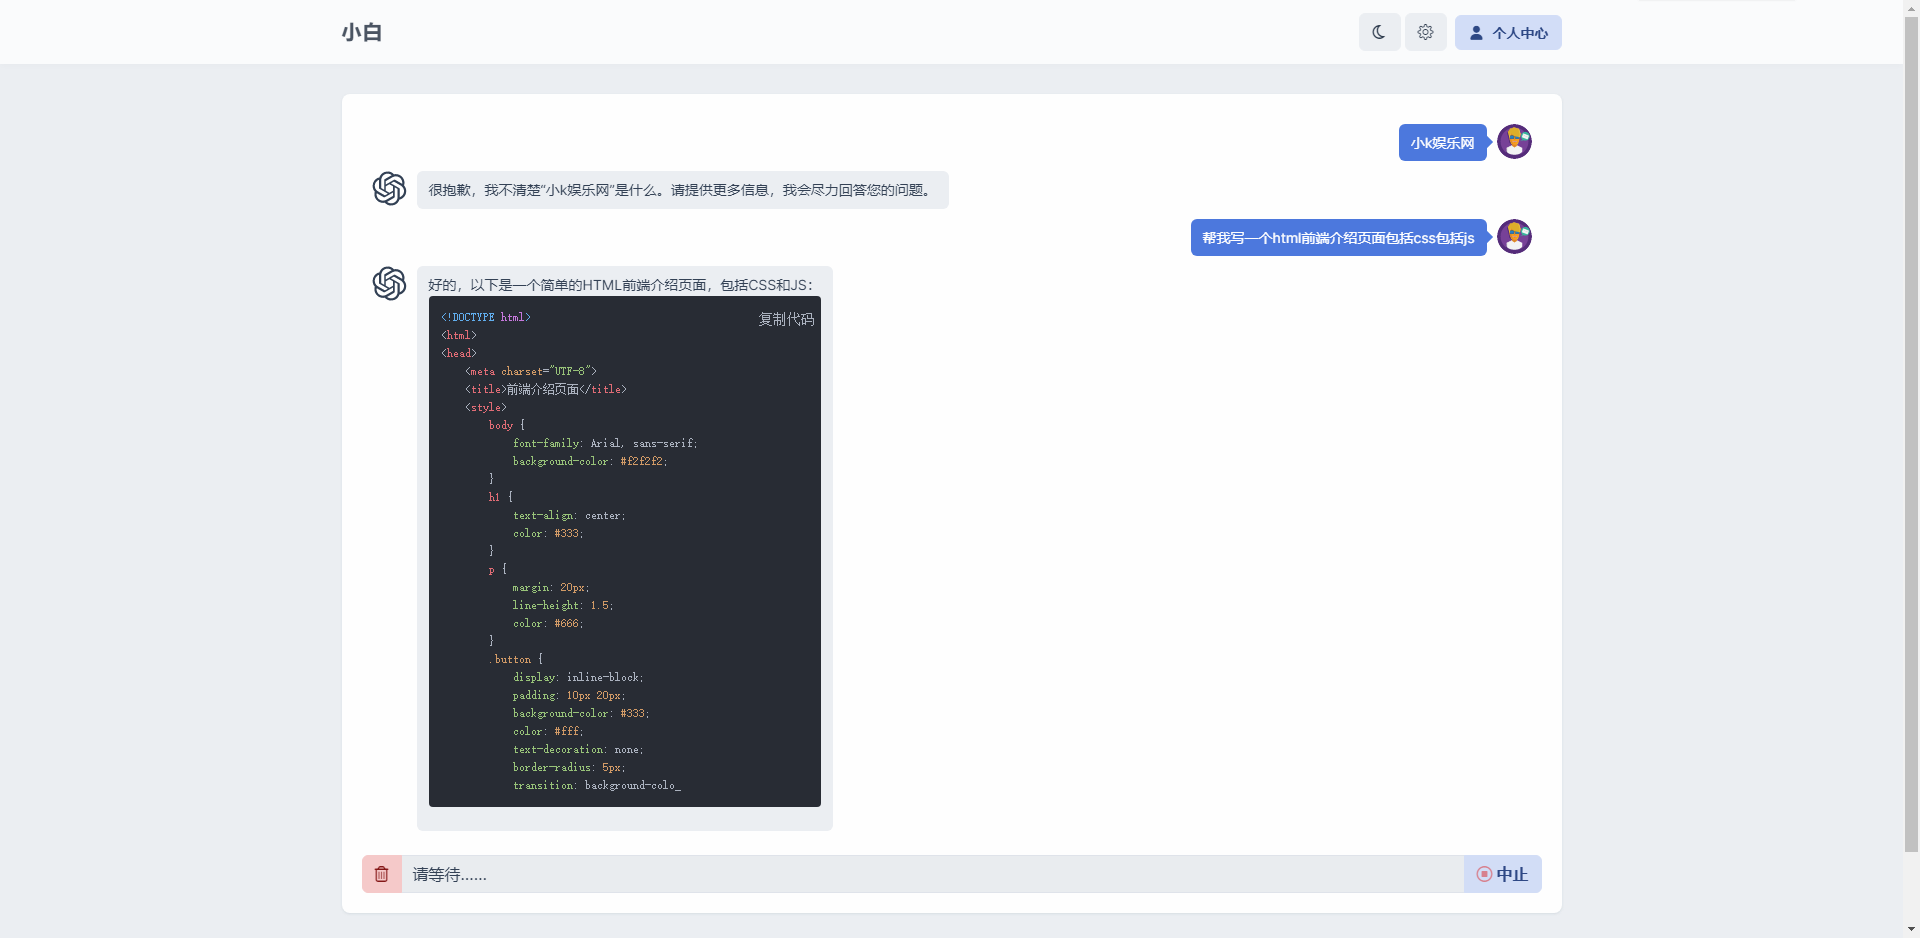 小白
个人中心
小k娱乐网
很抱歉，我不清楚“小k娱乐网”是什么。请提供更多信息，我会尽力回答您的问题。
帮我写一个html前端介绍页面包括css包括js
好的，以下是一个简单的HTML前端介绍页面，包括CSS和JS：
复制代码
<!DOCTYPE html>
<html>
<head>
    <meta charset="UTF-8">
    <title>前端介绍页面</title>
    <style>
        body {
            font-family: Arial, sans-serif;
            background-color: #f2f2f2;
        }
        h1 {
            text-align: center;
            color: #333;
        }
        p {
            margin: 20px;
            line-height: 1.5;
            color: #666;
        }
        .button {
            display: inline-block;
            padding: 10px 20px;
            background-color: #333;
            color: #fff;
            text-decoration: none;
            border-radius: 5px;
            transition: background-colo_
请等待......
中止